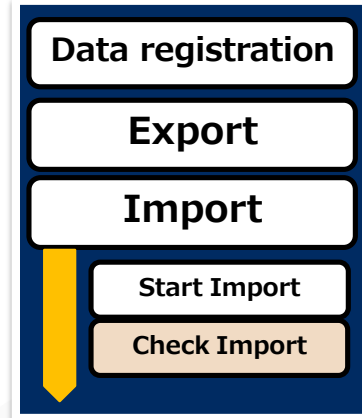 Data registration
Export
Import
Start Import
Check Import